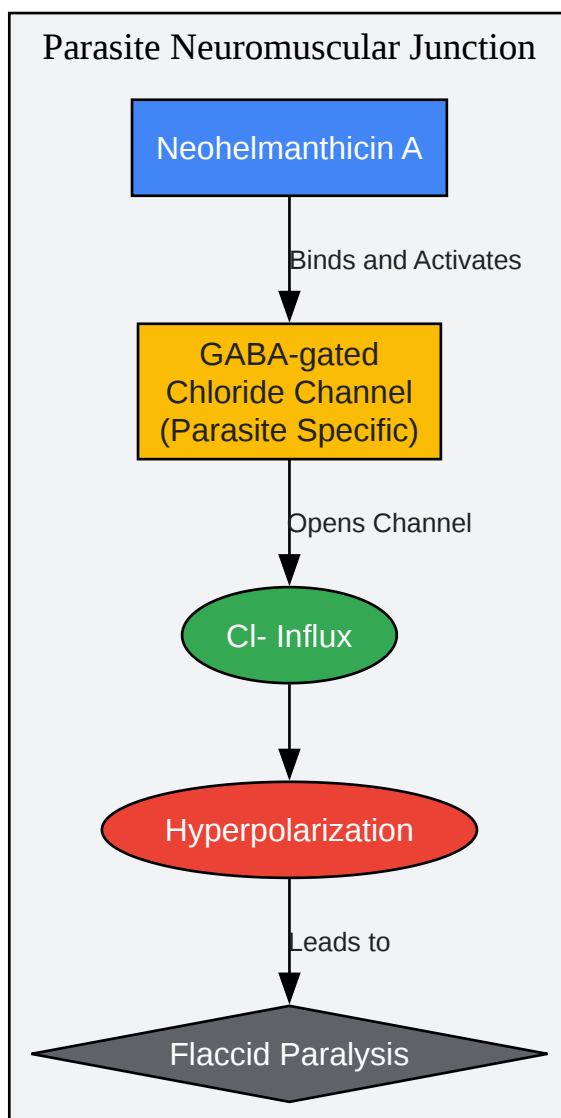 Parasite Neuromuscular Junction
Neohelmanthicin A
Binds and Activates
GABA-gated
Chloride Channel
(Parasite Specific)
Opens Channel
Cl- Influx
Hyperpolarization
Leads to
Flaccid Paralysis